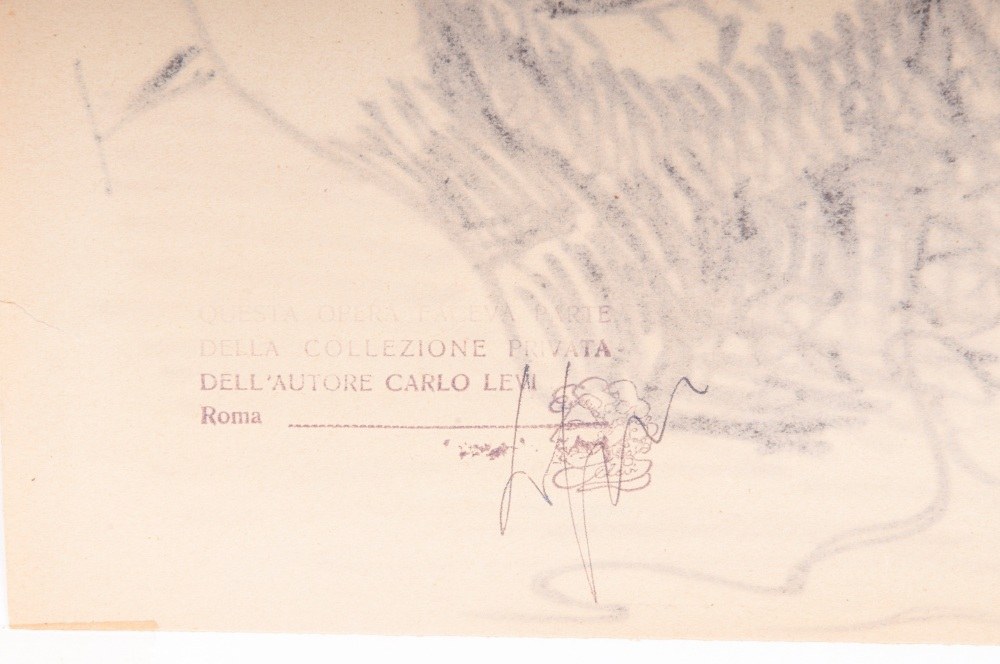 QUESTA OPERA FACEVA PARTE
DELLA COLLEZIONE PRIVATA
DELL'AUTORE CARLO LEVI
Roma